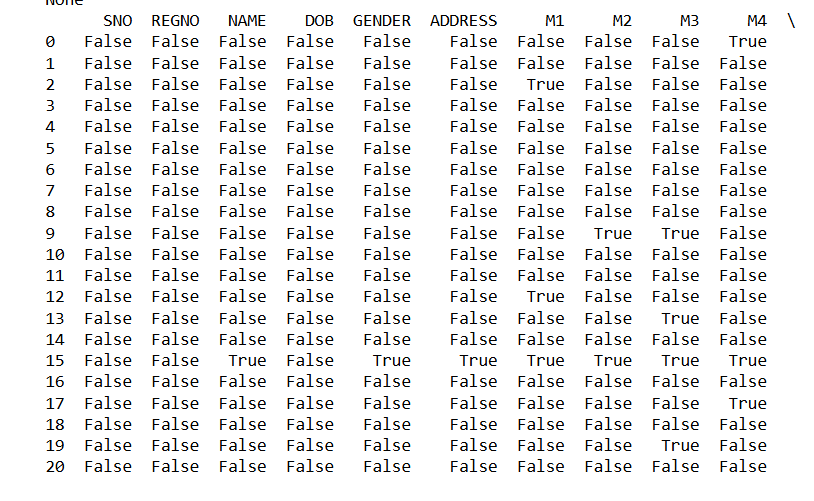 None
SNO REGNO NAME DOB GENDER ADDRESS M1 M2 M3 M4 \
0 False False False False False False False False False True
1 False False False False False False False False False False
2 False False False False False False True False False False
3 False False False False False False False False False False
4 False False False False False False False False False False
5 False False False False False False False False False False
6 False False False False False False False False False False
7 False False False False False False False False False False
8 False False False False False False False False False False
9 False False False False False False False True True False
10 False False False False False False False False False False
11 False False False False False False False False False False
12 False False False False False False True False False False
13 False False False False False False False False True False
14 False False False False False False False False False False
15 False False True False True True True True True True
16 False False False False False False False False False False
17 False False False False False False False False False True
18 False False False False False False False False False False
19 False False False False False False False False True False
20 False False False False False False False False False False